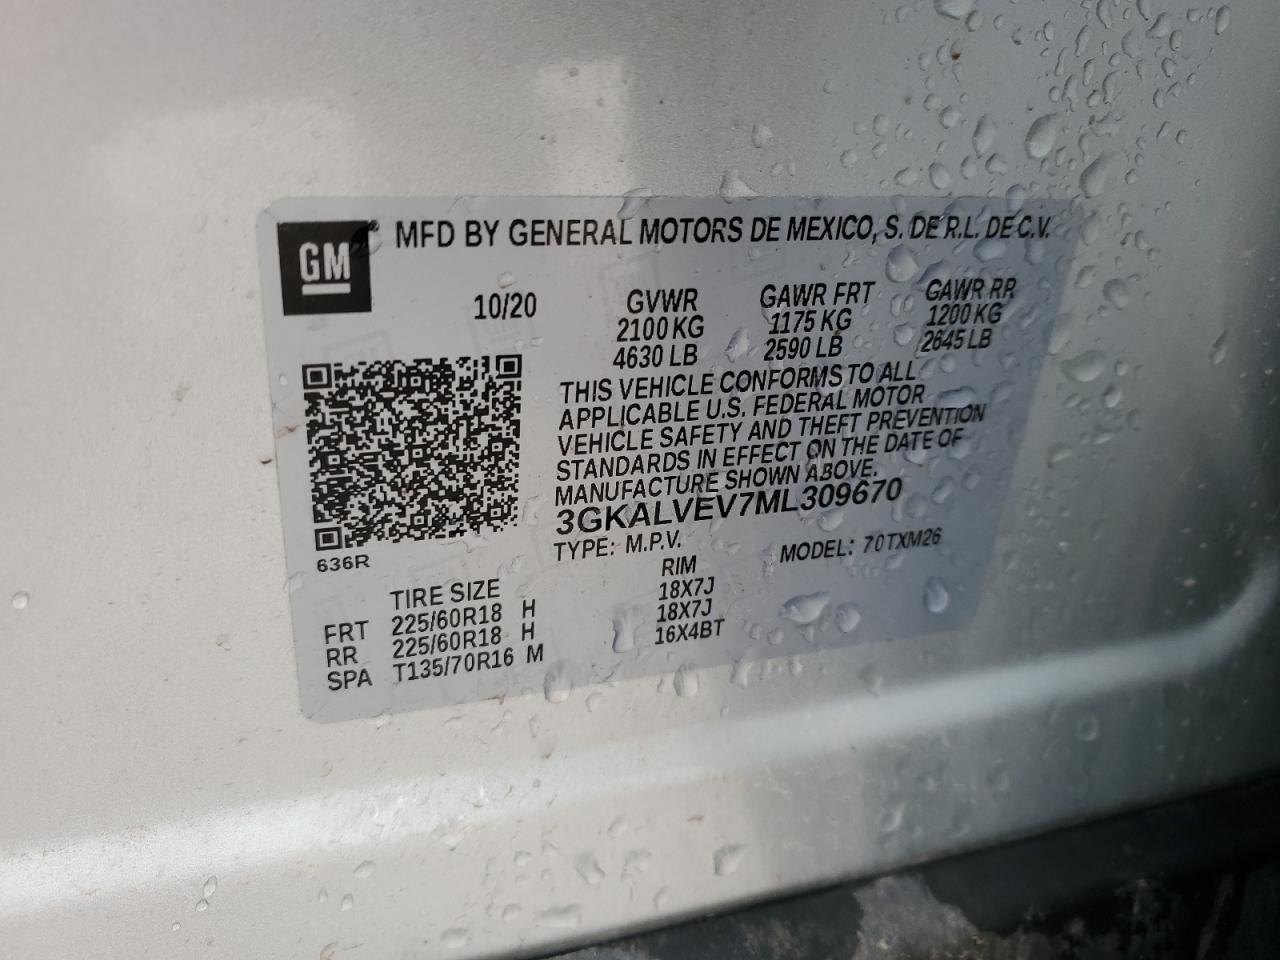 GM®
MFD BY GENERAL MOTORS DE MEXICO, S. DE R.L. DE C.V.
10/20 GVWR GAWR FRT GAWR RR
2100 KG 1175 KG 1200 KG
4630 LB 2590 LB 2645 LB
THIS VEHICLE CONFORMS TO ALL
APPLICABLE U.S. FEDERAL MOTOR
VEHICLE SAFETY AND THEFT PREVENTION
STANDARDS IN EFFECT ON THE DATE OF
MANUFACTURE SHOWN ABOVE.
3GKALVEV7ML309670
636R
TYPE: M.P.V. MODEL: 70TXM26
TIRE SIZE RIM
FRT 225/60R18 H 18X7J
RR 225/60R18 H 18X7J
SPA T135/70R16 M 16X4BT